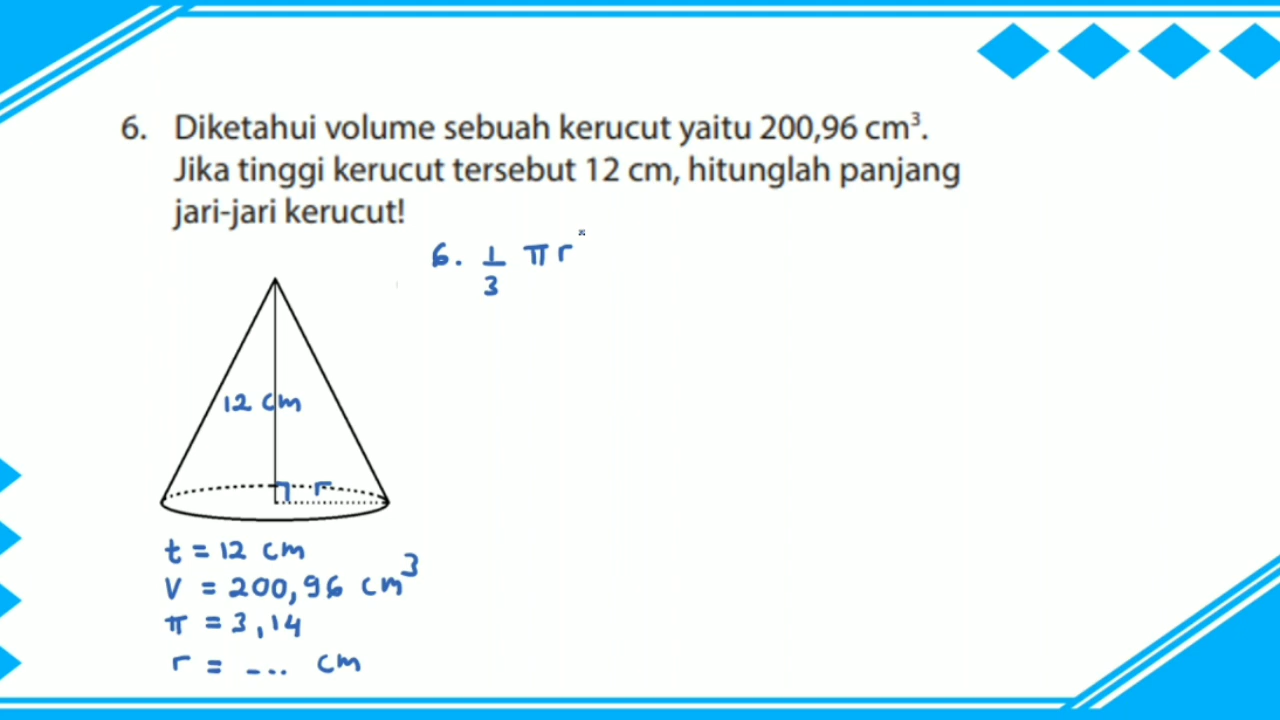 6. Diketahui volume sebuah kerucut yaitu 200,96 cm³.
Jika tinggi kerucut tersebut 12 cm, hitunglah panjang
jari-jari kerucut!
6. 1/3 π r
12 cm
r
t = 12 cm
V = 200,96 cm³
π = 3,14
r = ... cm